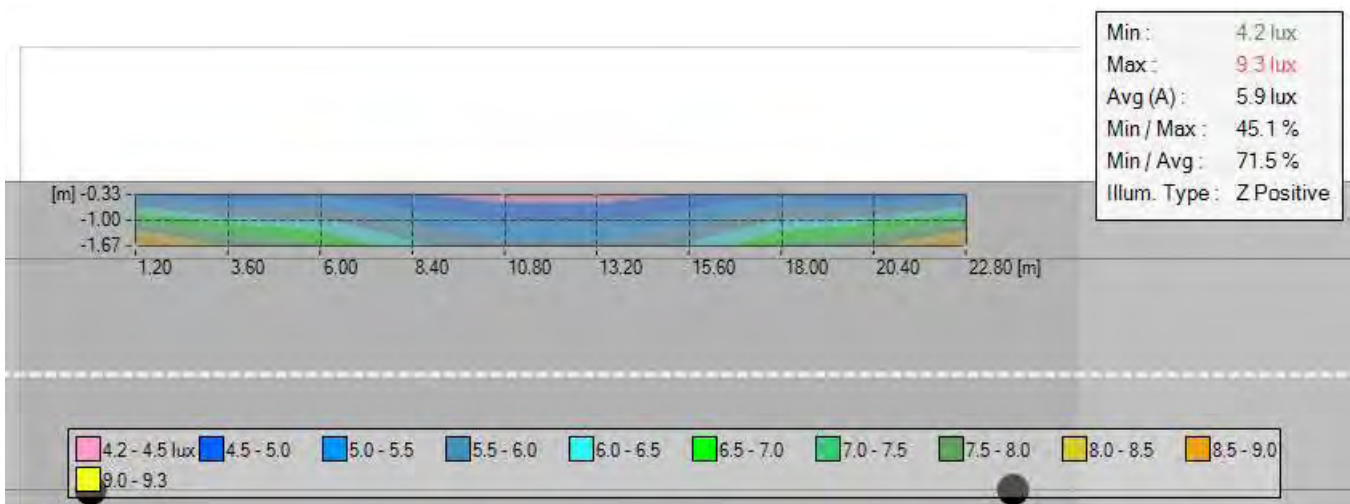 Min : 4.2 lux
Max : 9.3 lux
Avg (A) : 5.9 lux
Min / Max : 45.1 %
Min / Avg : 71.5 %
Illum. Type : Z Positive
[m] -0.33
-1.00
-1.67
1.20 3.60 6.00 8.40 10.80 13.20 15.60 18.00 20.40 22.80 [m]
4.2 - 4.5 lux 4.5 - 5.0 5.0 - 5.5 5.5 - 6.0 6.0 - 6.5 6.5 - 7.0 7.0 - 7.5 7.5 - 8.0 8.0 - 8.5 8.5 - 9.0
9.0 - 9.3